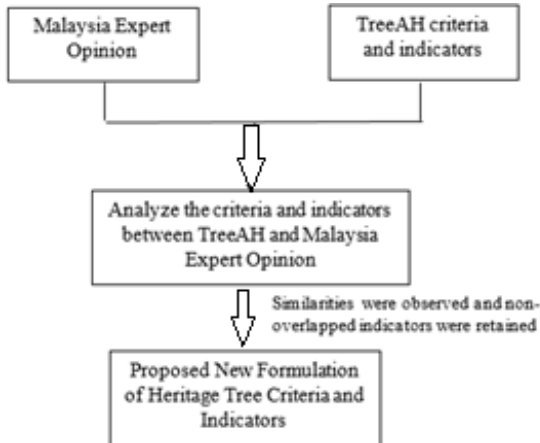 Malaysia Expert
Opinion
TreeAH criteria
and indicators
Analyze the criteria and indicators
between TreeAH and Malaysia
Expert Opinion
Similarities were observed and non-
overlapped indicators were retained
Proposed New Formulation
of Heritage Tree Criteria and
Indicators